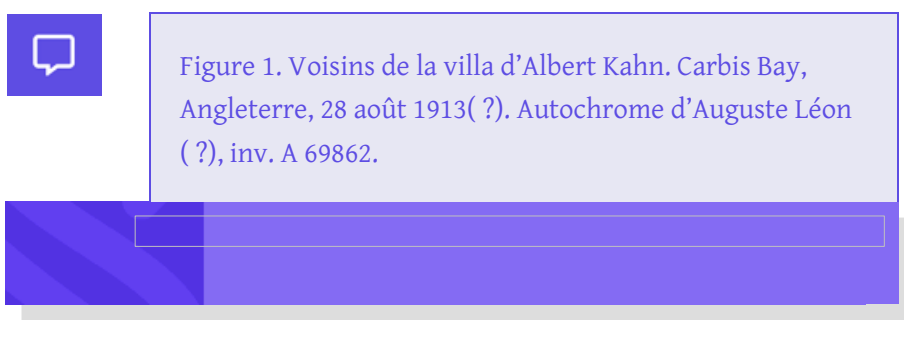 Figure 1. Voisins de la villa d’Albert Kahn. Carbis Bay,
Angleterre, 28 août 1913( ?). Autochrome d’Auguste Léon
( ?), inv. A 69862.